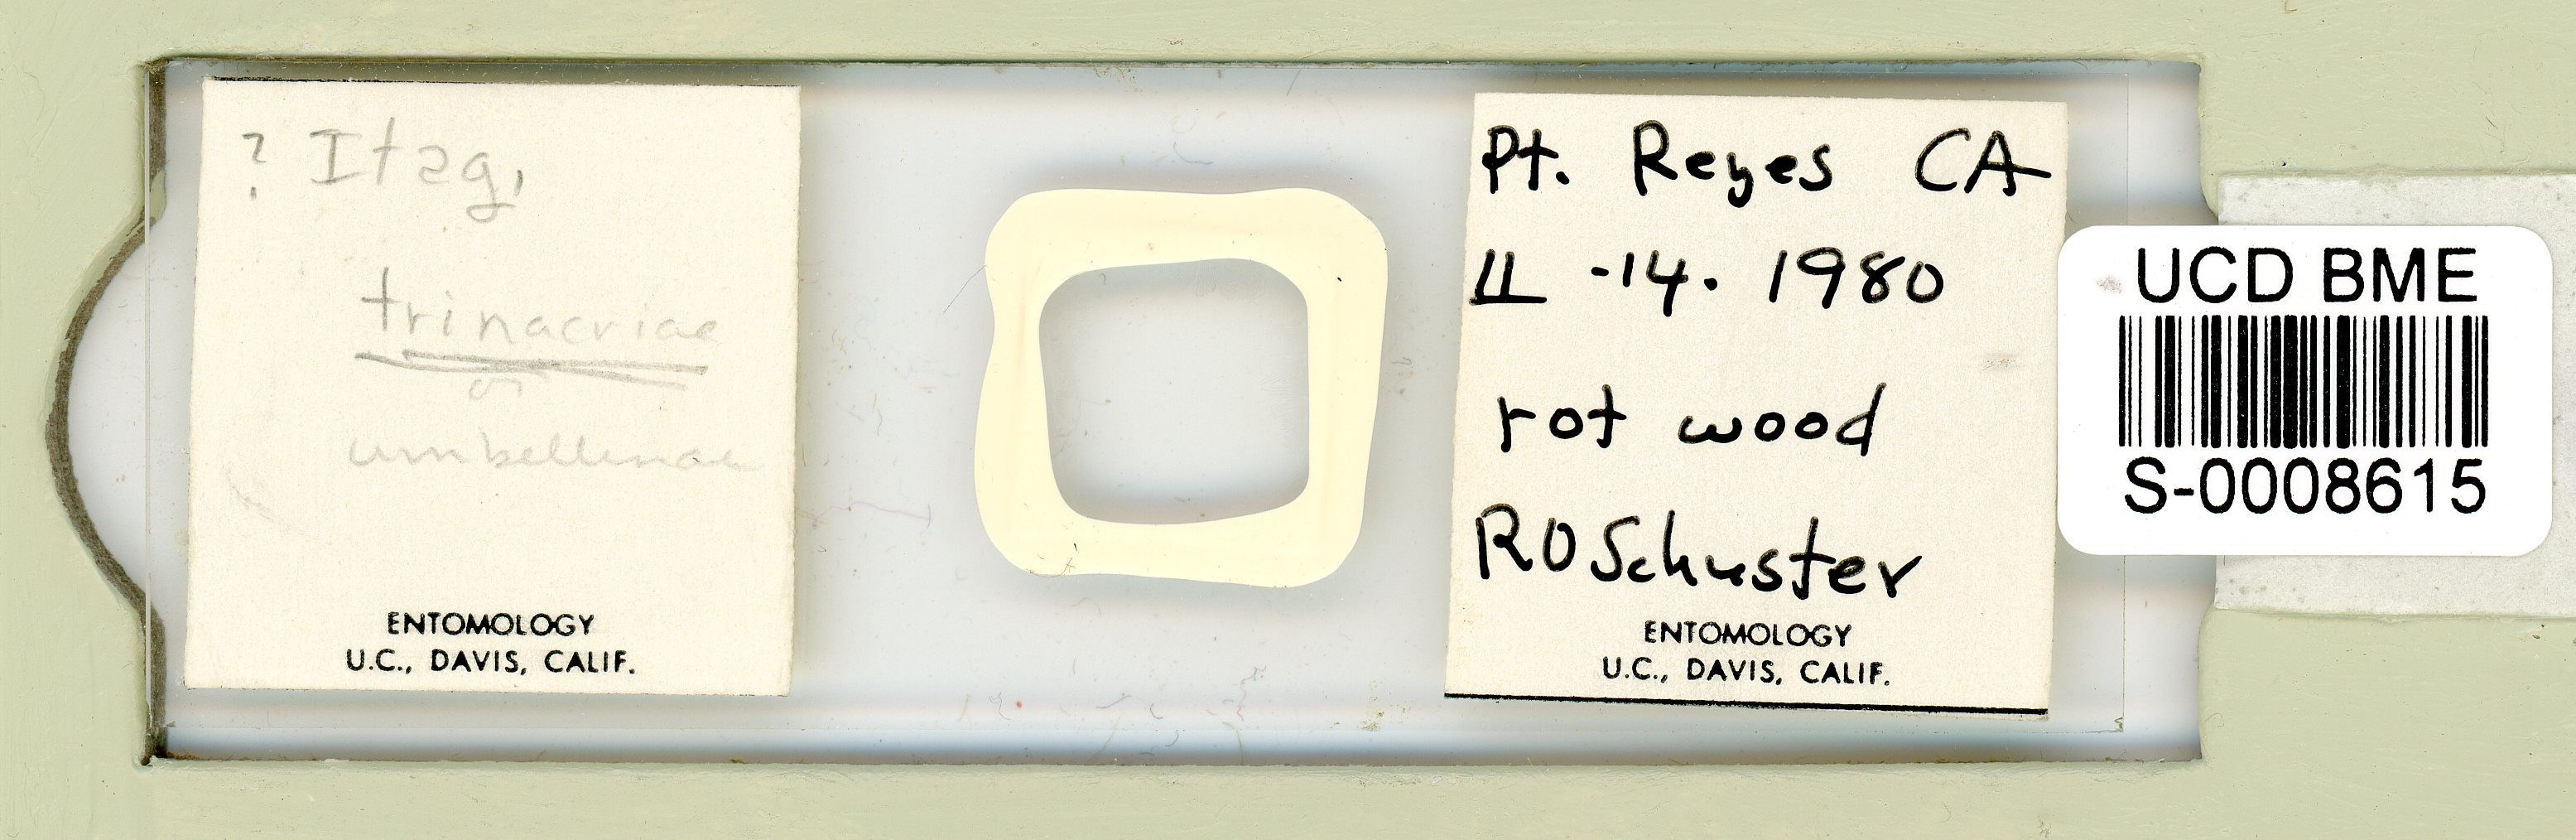 ? Itaq,
trinacriae
or
umbellinae
ENTOMOLOGY
U.C., DAVIS, CALIF.
Pt. Reyes CA
II -14. 1980
rot wood
RO Schuster
ENTOMOLOGY
U.C., DAVIS, CALIF.
UCD BME
S-0008615